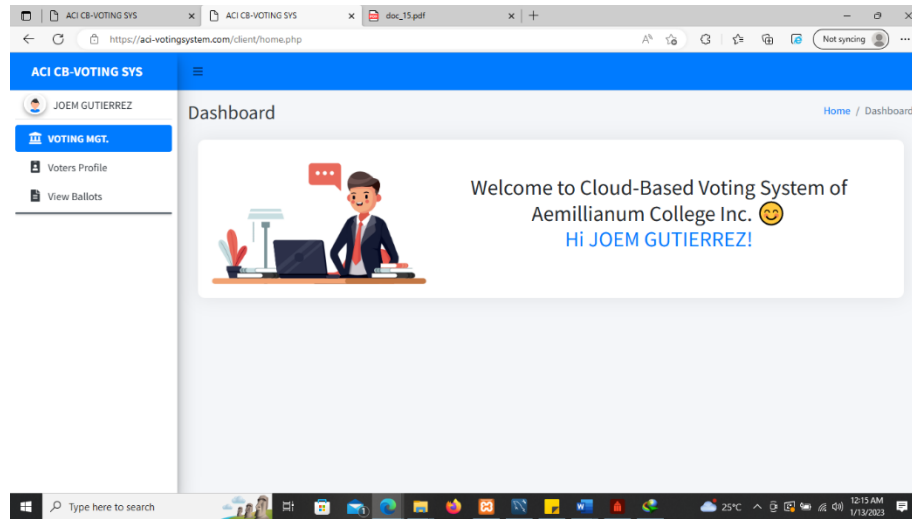 ACI CB-VOTING SYS
ACI CB-VOTING SYS
doc_15.pdf
https://aci-votingsystem.com/client/home.php
Not syncing
ACI CB-VOTING SYS
JOEM GUTIERREZ
Dashboard
Home / Dashboard
VOTING MGT.
Voters Profile
View Ballots
Welcome to Cloud-Based Voting System of
Aemillianum College Inc. 😊
Hi JOEM GUTIERREZ!
Type here to search
25°C
12:15 AM
1/13/2023